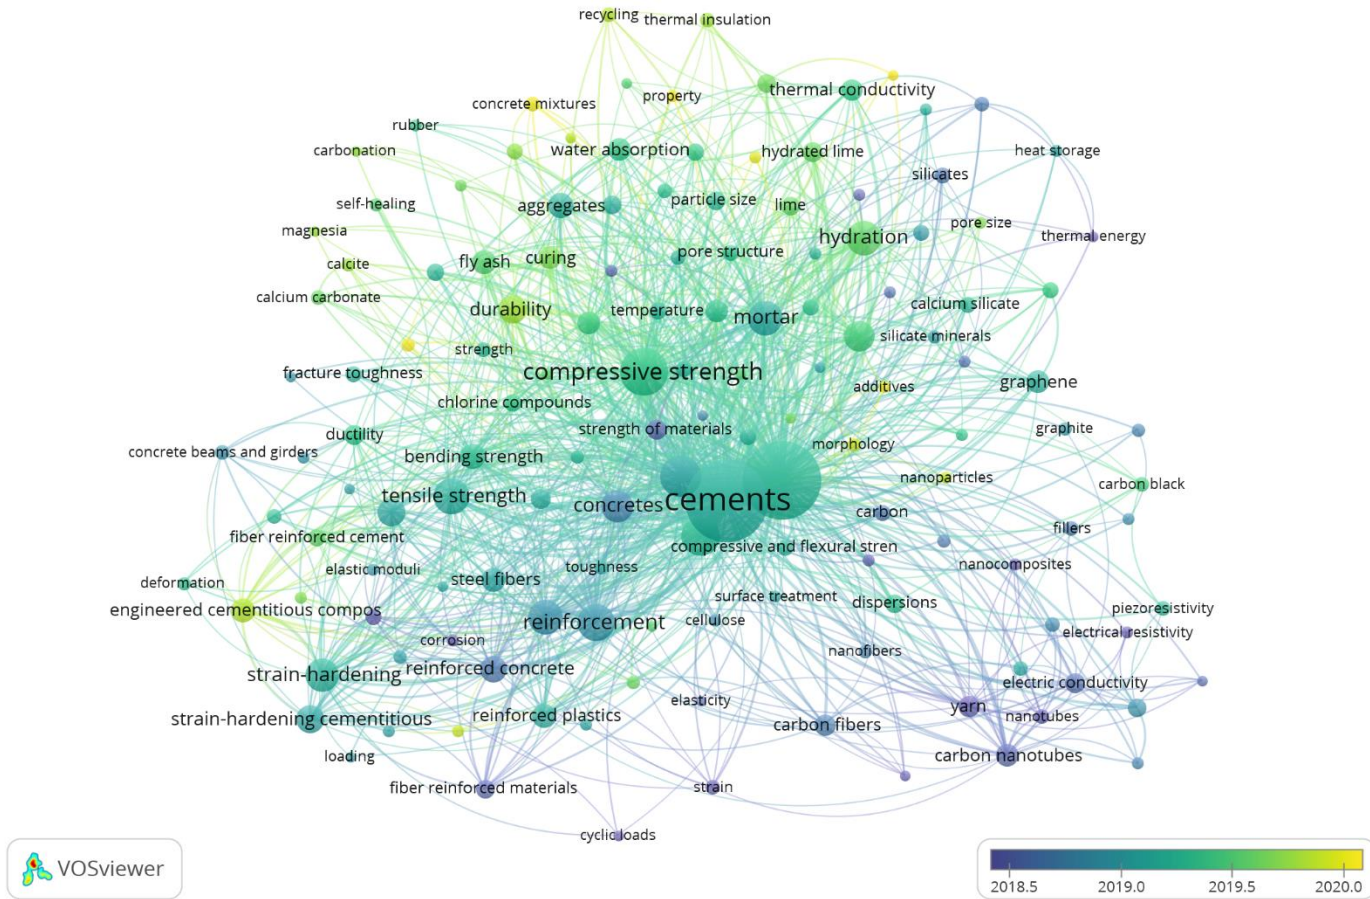 recycling
thermal insulation
thermal conductivity
concrete mixtures
property
rubber
carbonation
water absorption
hydrated lime
heat storage
silicates
self-healing
aggregates
particle size
lime
magnesia
hydration
pore size
thermal energy
calcite
fly ash
curing
pore structure
calcium carbonate
durability
temperature
mortar
calcium silicate
strength
silicate minerals
fracture toughness
compressive strength
additives
graphene
chlorine compounds
ductility
strength of materials
morphology
graphite
concrete beams and girders
bending strength
nanoparticles
carbon black
tensile strength
concretes
cements
carbon
fillers
fiber reinforced cement
compressive and flexural stren
elastic moduli
toughness
nanocomposites
deformation
steel fibers
surface treatment
dispersions
engineered cementitious compos
piezoresistivity
reinforcement
cellulose
electrical resistivity
corrosion
nanofibers
strain-hardening
reinforced concrete
electric conductivity
elasticity
yarn
nanotubes
strain-hardening cementitious
reinforced plastics
carbon fibers
loading
carbon nanotubes
fiber reinforced materials
strain
cyclic loads
VOSviewer
2018.5
2019.0
2019.5
2020.0